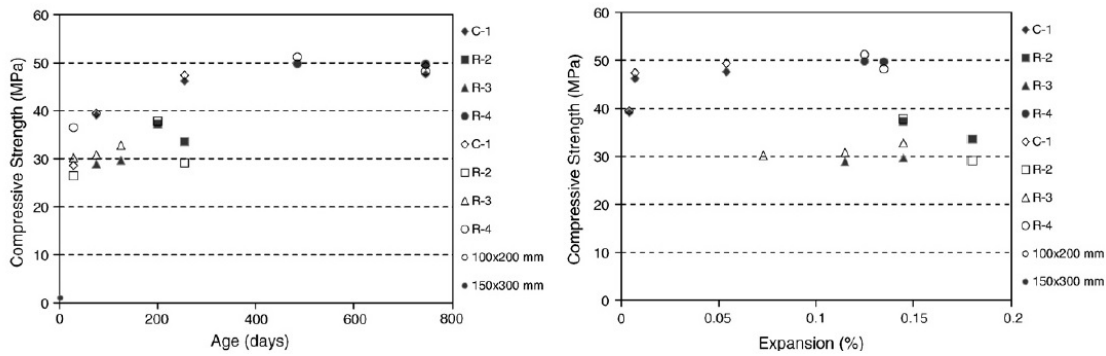 60
50
40
30
20
10
0
0 200 400 600 800
Compressive Strength (MPa)
Age (days)
C-1
R-2
R-3
R-4
C-1
R-2
R-3
R-4
100x200 mm
150x300 mm
60
50
40
30
20
10
0
0 0.05 0.1 0.15 0.2
Compressive Strength (MPa)
Expansion (%)
C-1
R-2
R-3
R-4
C-1
R-2
R-3
R-4
100x200 mm
150x300 mm